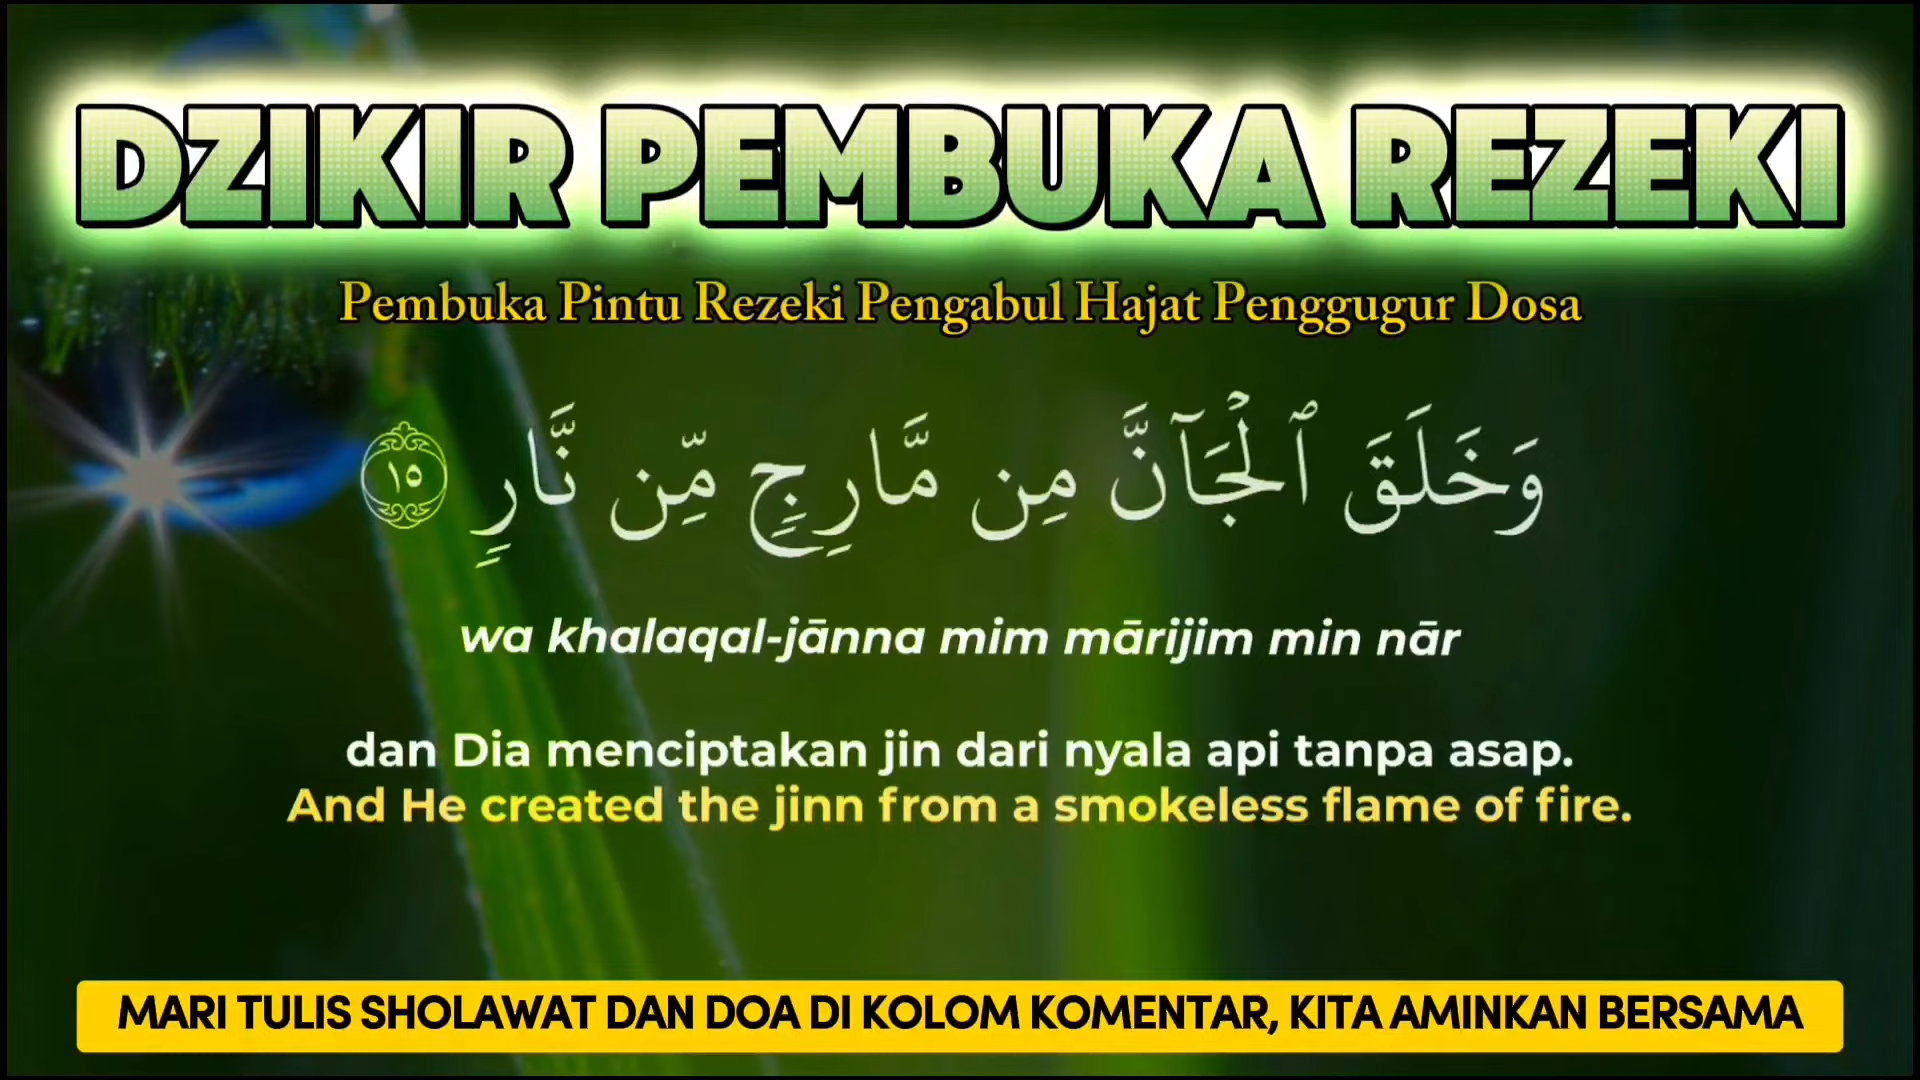 DZIKIR PEMBUKA REZEKI
Pembuka Pintu Rezeki Pengabul Hajat Penggugur Dosa
وَخَلَقَ ٱلْجَآنَّ مِن مَّارِجٍ مِّن نَّارٍ ١٥
wa khalaqal-jānna mim mārijim min nār
dan Dia menciptakan jin dari nyala api tanpa asap.
And He created the jinn from a smokeless flame of fire.
MARI TULIS SHOLAWAT DAN DOA DI KOLOM KOMENTAR, KITA AMINKAN BERSAMA